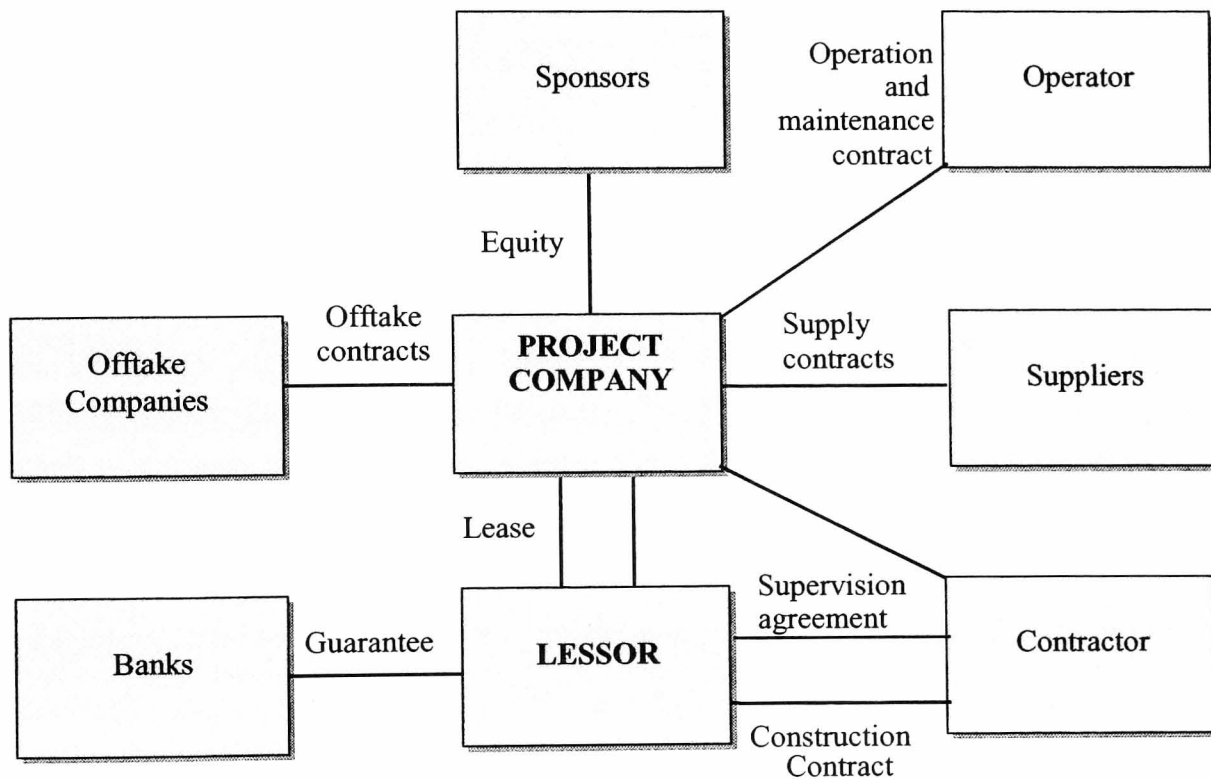 Sponsors
Operation
and
maintenance
contract
Operator
Equity
Offtake
Companies
Offtake
contracts
PROJECT
COMPANY
Supply
contracts
Suppliers
Lease
Banks
Guarantee
LESSOR
Supervision
agreement
Contractor
Construction
Contract